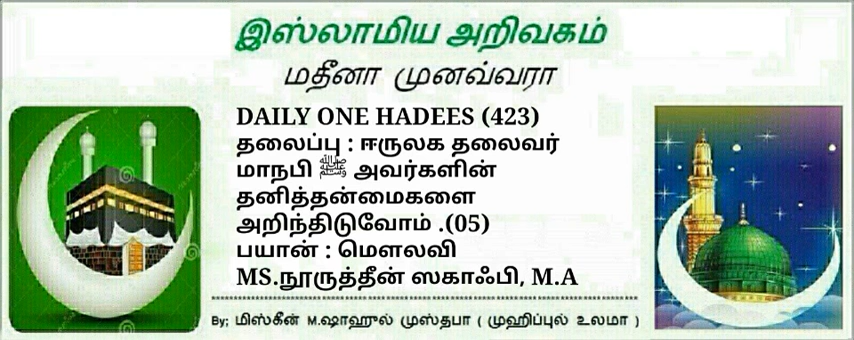 இஸ்லாமிய அறிவகம்
மதீனா முனவ்வரா
DAILY ONE HADEES (423)
தலைப்பு : ஈருலக தலைவர்
மாநபி ﷺ அவர்களின்
தனித்தன்மைகளை
அறிந்திடுவோம் .(05)
பயான் : மௌலவி
MS.நூருத்தீன் ஸகாஃபி, M.A
By; மிஸ்கீன் M.ஷாஹுல் முஸ்தபா ( முஹிப்புல் உலமா )